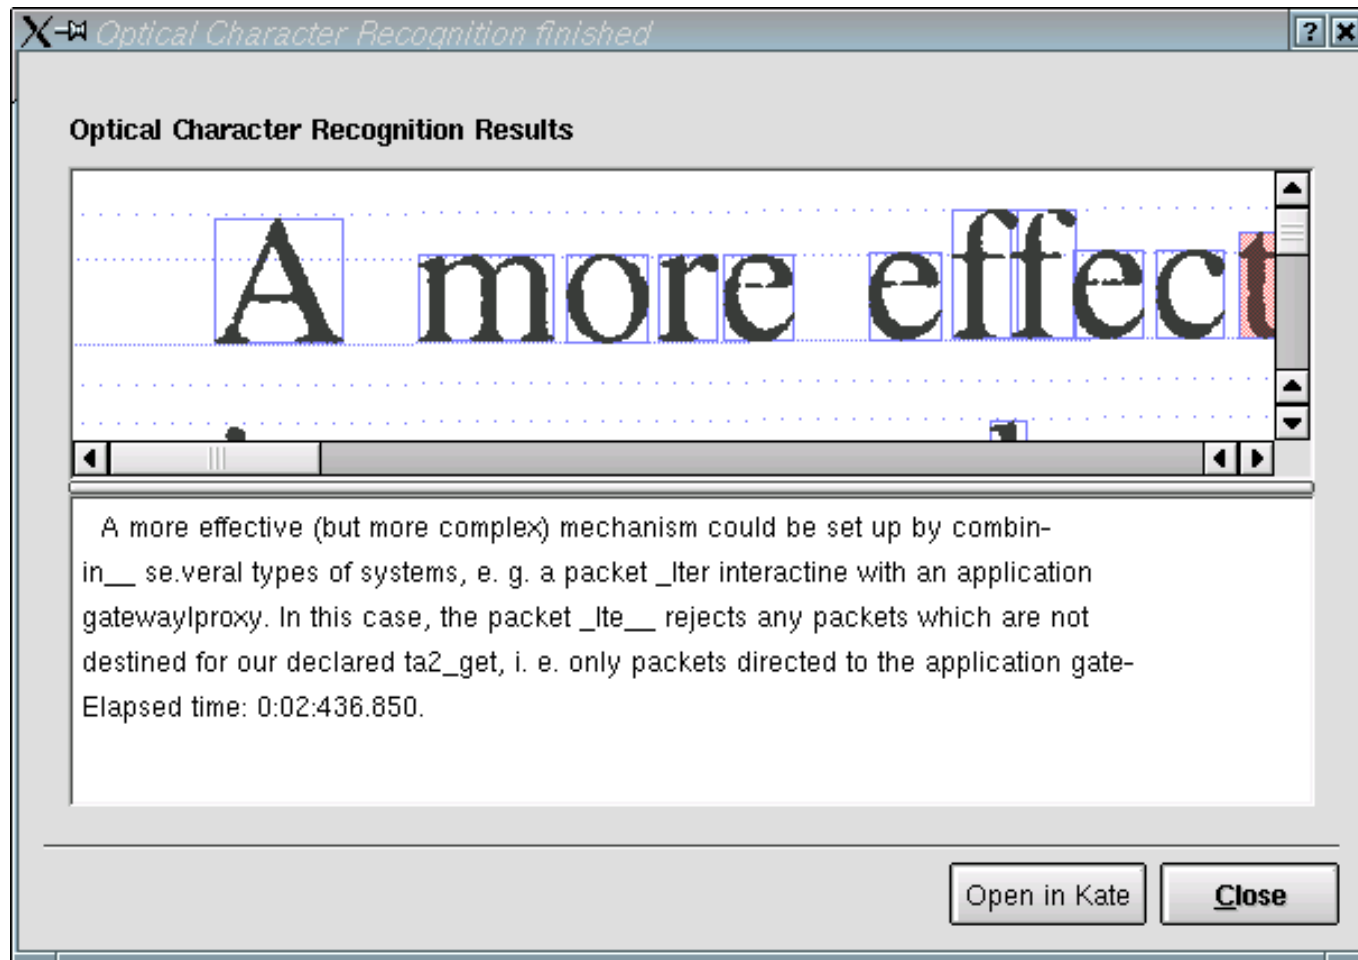 Optical Character Recognition finished
Optical Character Recognition Results
A more effect
A more effective (but more complex) mechanism could be set up by combin-
in__ se.veral types of systems, e. g. a packet _lter interactine with an application
gatewaylproxy. In this case, the packet _lte__ rejects any packets which are not
destined for our declared ta2_get, i. e. only packets directed to the application gate-
Elapsed time: 0:02:436.850.
Open in Kate Close